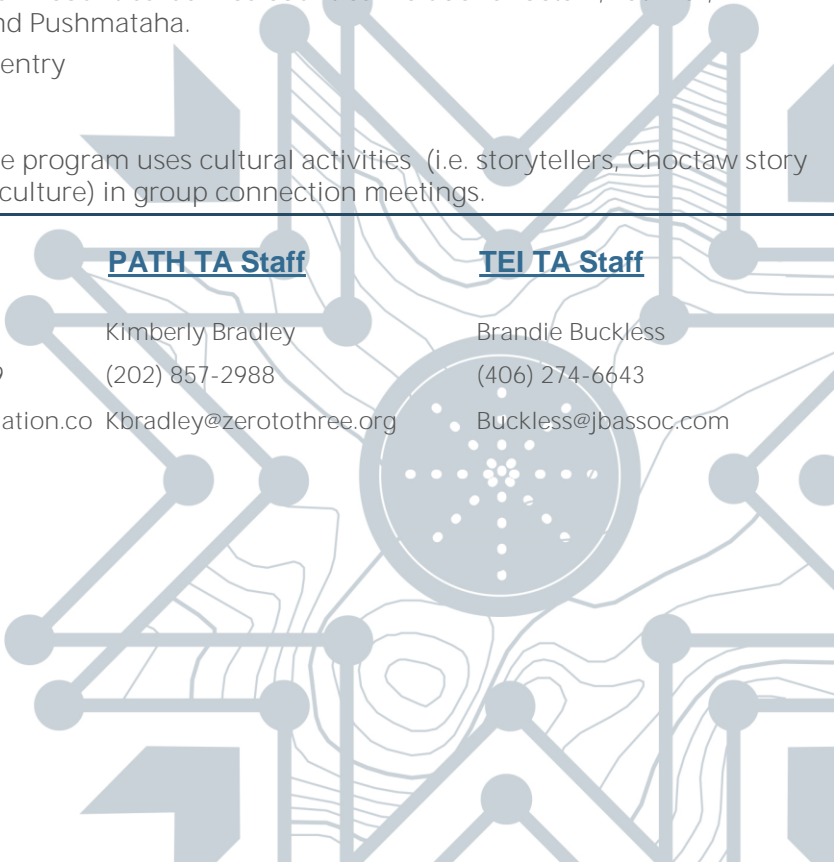 nd Pushmataha.
entry
e program uses cultural activities (i.e. storytellers, Choctaw story
culture) in group connection meetings.
PATH TA Staff TEI TA Staff
Kimberly Bradley Brandie Buckless
9 (202) 857-2988 (406) 274-6643
ation.co Kbradley@zerotothree.org Buckless@jbassoc.com